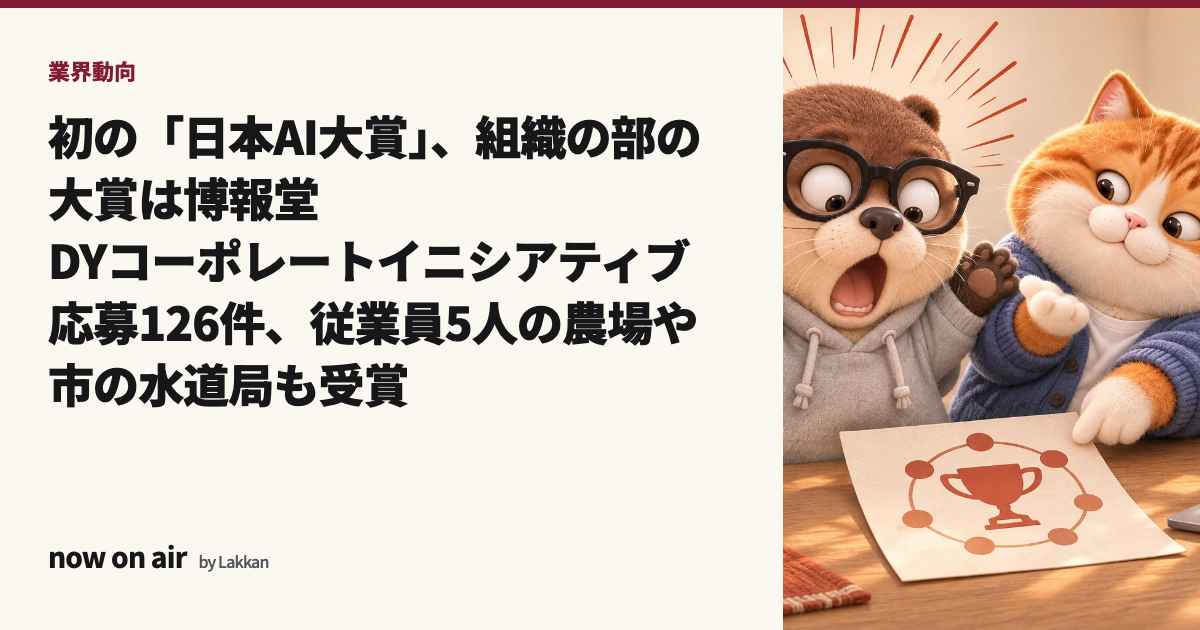 業界動向
初の「日本AI大賞」、組織の部の
大賞は博報堂
DYコーポレートイニシアティブ
応募126件、従業員5人の農場や
市の水道局も受賞
now on air by Lakkan